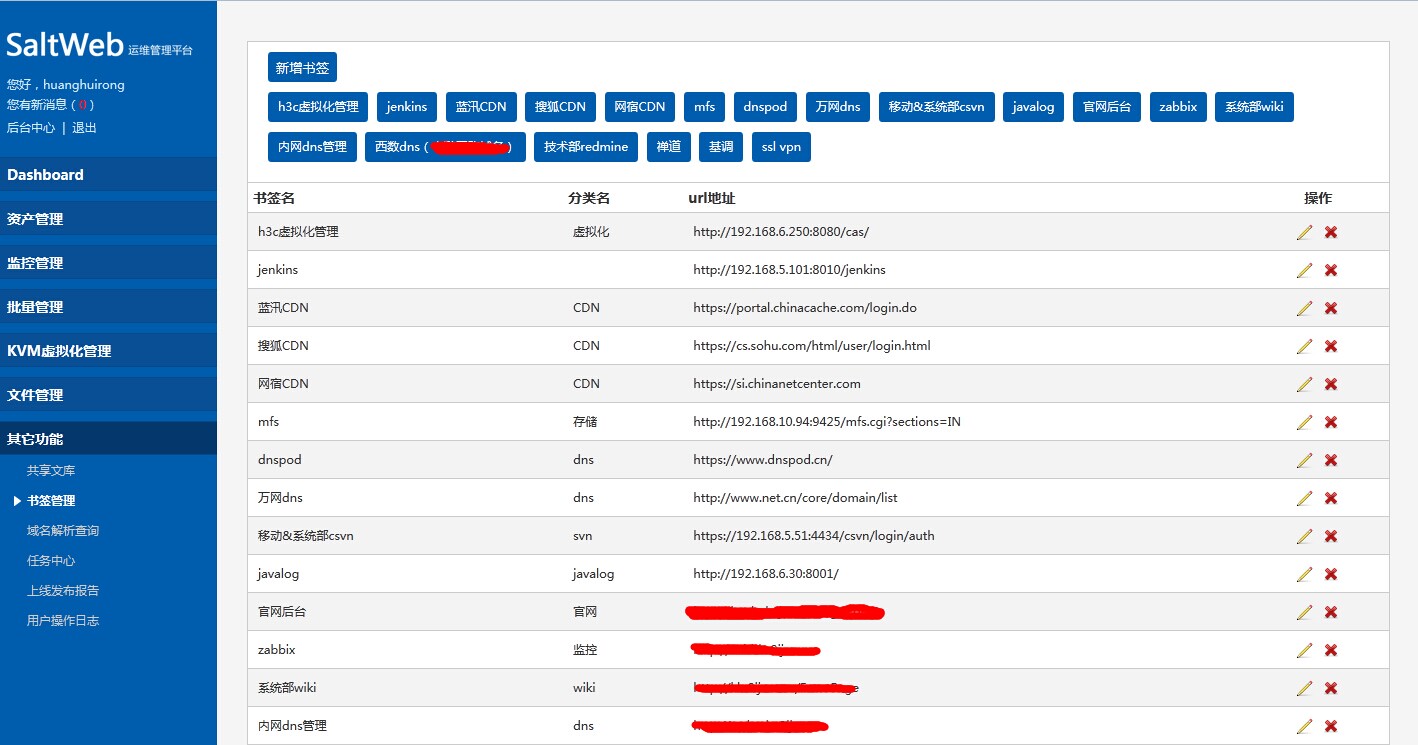 SaltWeb 运维管理平台
您好，huanghuirong
您有新消息 ( 0 )
后台中心 | 退出
Dashboard
资产管理
监控管理
批量管理
KVM虚拟化管理
文件管理
其它功能
共享文库
书签管理
域名解析查询
任务中心
上线发布报告
用户操作日志
新增书签
h3c虚拟化管理 jenkins 蓝汛CDN 搜狐CDN 网宿CDN mfs dnspod 万网dns 移动&系统部csvn javalog 官网后台 zabbix 系统部wiki
内网dns管理 西数dns ( ) 技术部redmine 禅道 基调 ssl vpn
书签名 分类名 url地址 操作
h3c虚拟化管理 虚拟化 http://192.168.6.250:8080/cas/
jenkins http://192.168.5.101:8010/jenkins
蓝汛CDN CDN https://portal.chinacache.com/login.do
搜狐CDN CDN https://cs.sohu.com/html/user/login.html
网宿CDN CDN https://si.chinanetcenter.com
mfs 存储 http://192.168.10.94:9425/mfs.cgi?sections=IN
dnspod dns https://www.dnspod.cn/
万网dns dns http://www.net.cn/core/domain/list
移动&系统部csvn svn https://192.168.5.51:4434/csvn/login/auth
javalog javalog http://192.168.6.30:8001/
官网后台 官网
zabbix 监控
系统部wiki wiki
内网dns管理 dns